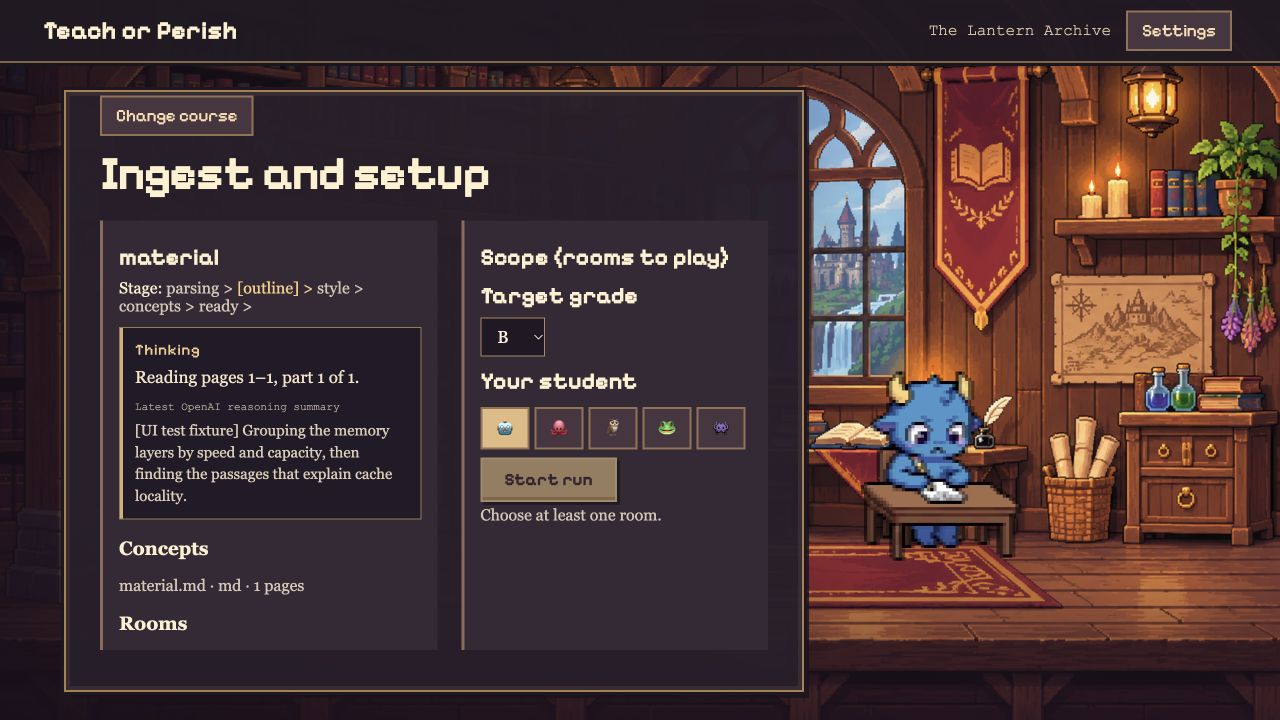 Teach or Perish
The Lantern Archive
Settings
Change course
Ingest and setup
material
Stage: parsing > [outline] > style >
concepts > ready >
Thinking
Reading pages 1–1, part 1 of 1.
Latest OpenAI reasoning summary
[UI test fixture] Grouping the memory
layers by speed and capacity, then
finding the passages that explain cache
locality.
Concepts
material.md · md · 1 pages
Rooms
Scope (rooms to play)
Target grade
B
Your student
Start run
Choose at least one room.